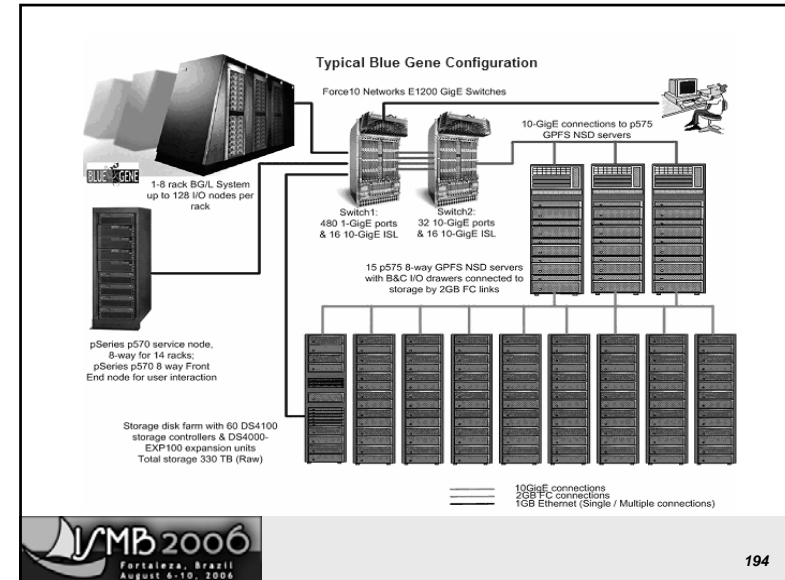 Typical Blue Gene Configuration
Force10 Networks E1200 GigE Switches
10-GigE connections to p575
GPFS NSD servers
BLUE GENE
1-8 rack BG/L System
up to 128 I/O nodes per
rack
Switch1:
480 1-GigE ports
& 16 10-GigE ISL
Switch2:
32 10-GigE ports
& 16 10-GigE ISL
15 p575 8-way GPFS NSD servers
with B&C I/O drawers connected to
storage by 2GB FC links
pSeries p570 service node,
8-way for 14 racks;
pSeries p570 8 way Front
End node for user interaction
Storage disk farm with 60 DS4100
storage controllers & DS4000-
EXP100 expansion units
Total storage 330 TB (Raw)
10GigE connections
2GB FC connections
1GB Ethernet (Single / Multiple connections)
ISMB 2006
Fortaleza, Brazil
August 6-10, 2006
194